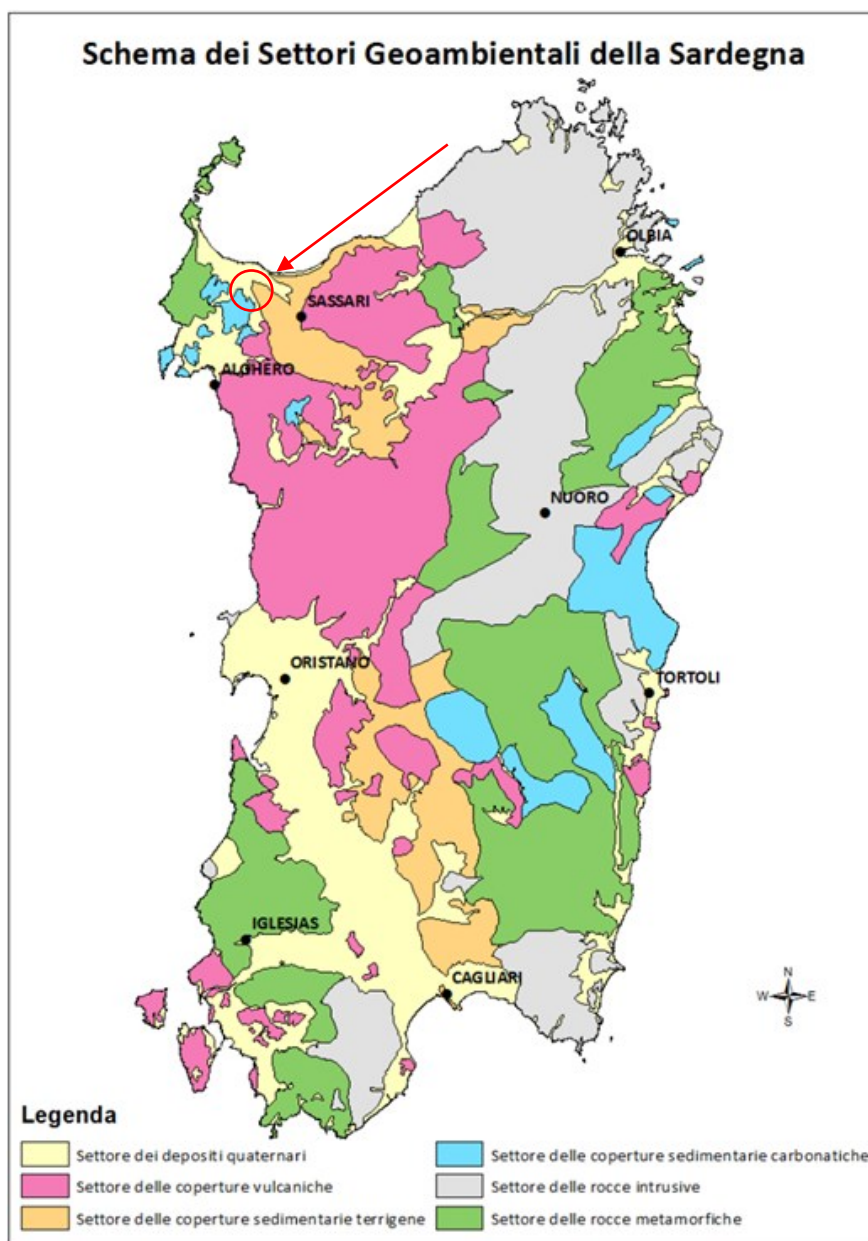 Schema dei Settori Geoambientali della Sardegna
OLBIA
SASSARI
ALGHERO
NUORO
ORISTANO
TORTOLI
IGLESIAS
CAGLIARI
N
W E
S
Legenda
Settore dei depositi quaternari
Settore delle coperture vulcaniche
Settore delle coperture sedimentarie terrigene
Settore delle coperture sedimentarie carbonatiche
Settore delle rocce intrusive
Settore delle rocce metamorfiche